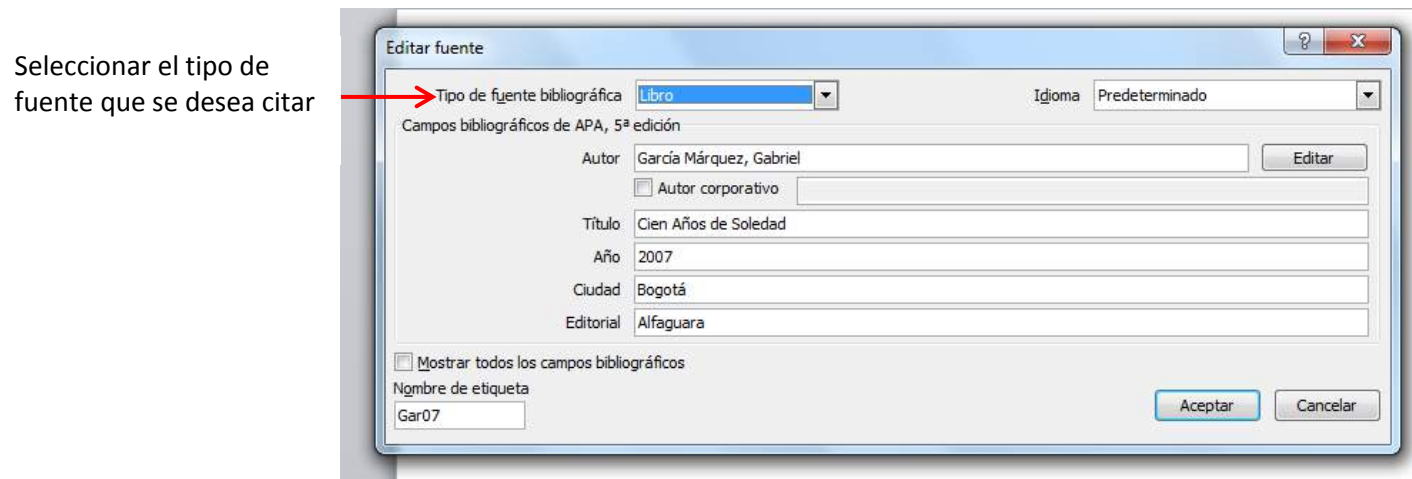 Seleccionar el tipo de
fuente que se desea citar
Editar fuente
Tipo de fuente bibliográfica Libro Idioma Predeterminado
Campos bibliográficos de APA, 5ª edición
Autor García Márquez, Gabriel Editar
Autor corporativo
Título Cien Años de Soledad
Año 2007
Ciudad Bogotá
Editorial Alfaguara
Mostrar todos los campos bibliográficos
Nombre de etiqueta
Gar07 Aceptar Cancelar